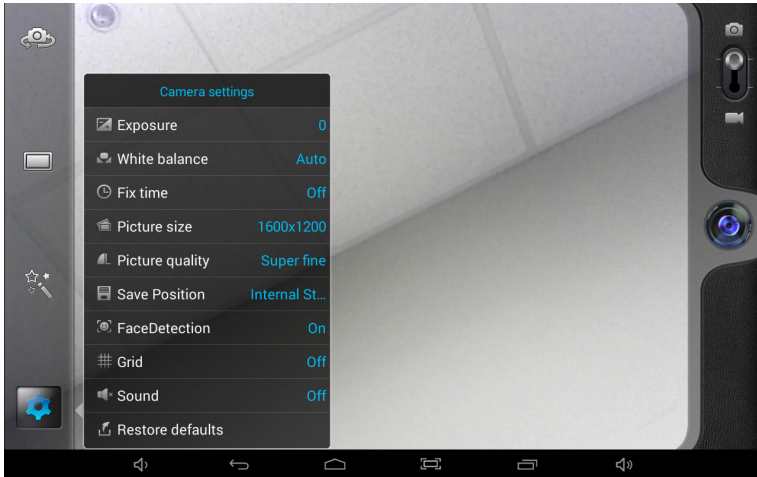 Camera settings
Exposure 0
White balance Auto
Fix time Off
Picture size 1600x1200
Picture quality Super fine
Save Position Internal St...
FaceDetection On
Grid Off
Sound Off
Restore defaults